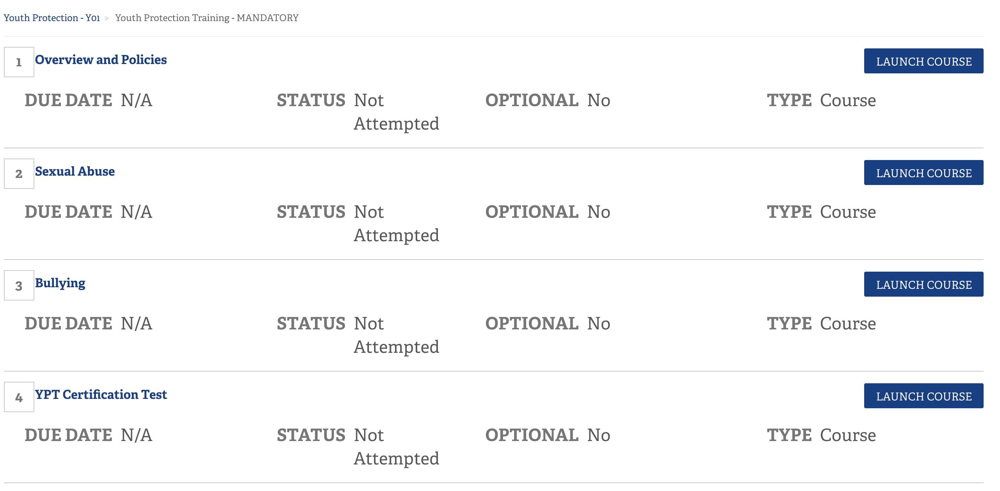 Youth Protection - Y01 > Youth Protection Training - MANDATORY
1 Overview and Policies LAUNCH COURSE
DUE DATE N/A STATUS Not OPTIONAL No TYPE Course
Attempted
2 Sexual Abuse LAUNCH COURSE
DUE DATE N/A STATUS Not OPTIONAL No TYPE Course
Attempted
3 Bullying LAUNCH COURSE
DUE DATE N/A STATUS Not OPTIONAL No TYPE Course
Attempted
4 YPT Certification Test LAUNCH COURSE
DUE DATE N/A STATUS Not OPTIONAL No TYPE Course
Attempted